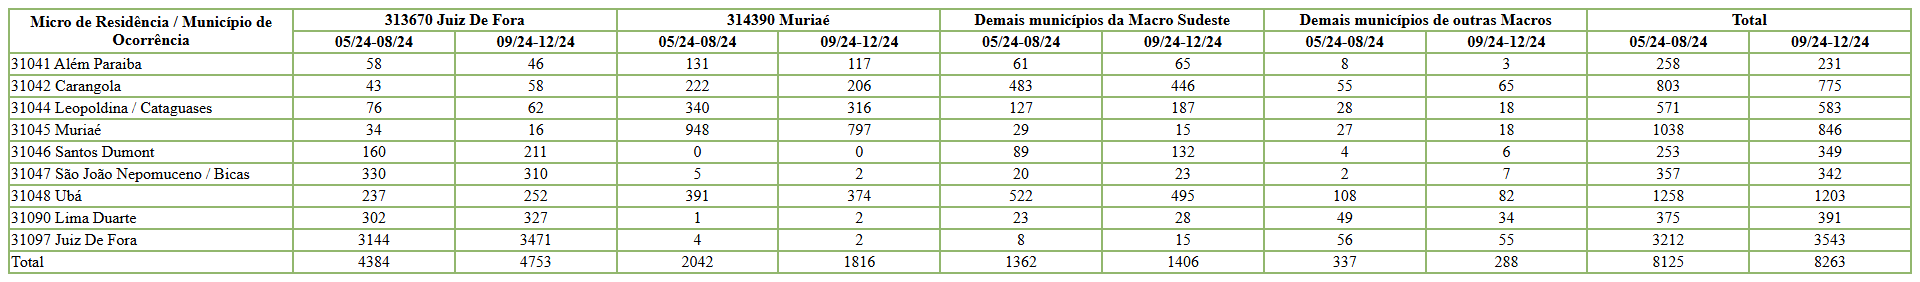 Micro de Residência / Município de Ocorrência | 313670 Juiz De Fora | 314390 Muriaé | Demais municípios da Macro Sudeste | Demais municípios de outras Macros | Total
05/24-08/24 | 09/24-12/24 | 05/24-08/24 | 09/24-12/24 | 05/24-08/24 | 09/24-12/24 | 05/24-08/24 | 09/24-12/24 | 05/24-08/24 | 09/24-12/24
31041 Além Paraiba | 58 | 46 | 131 | 117 | 61 | 65 | 8 | 3 | 258 | 231
31042 Carangola | 43 | 58 | 222 | 206 | 483 | 446 | 55 | 65 | 803 | 775
31044 Leopoldina / Cataguases | 76 | 62 | 340 | 316 | 127 | 187 | 28 | 18 | 571 | 583
31045 Muriaé | 34 | 16 | 948 | 797 | 29 | 15 | 27 | 18 | 1038 | 846
31046 Santos Dumont | 160 | 211 | 0 | 0 | 89 | 132 | 4 | 6 | 253 | 349
31047 São João Nepomuceno / Bicas | 330 | 310 | 5 | 2 | 20 | 23 | 2 | 7 | 357 | 342
31048 Ubá | 237 | 252 | 391 | 374 | 522 | 495 | 108 | 82 | 1258 | 1203
31090 Lima Duarte | 302 | 327 | 1 | 2 | 23 | 28 | 49 | 34 | 375 | 391
31097 Juiz De Fora | 3144 | 3471 | 4 | 2 | 8 | 15 | 56 | 55 | 3212 | 3543
Total | 4384 | 4753 | 2042 | 1816 | 1362 | 1406 | 337 | 288 | 8125 | 8263